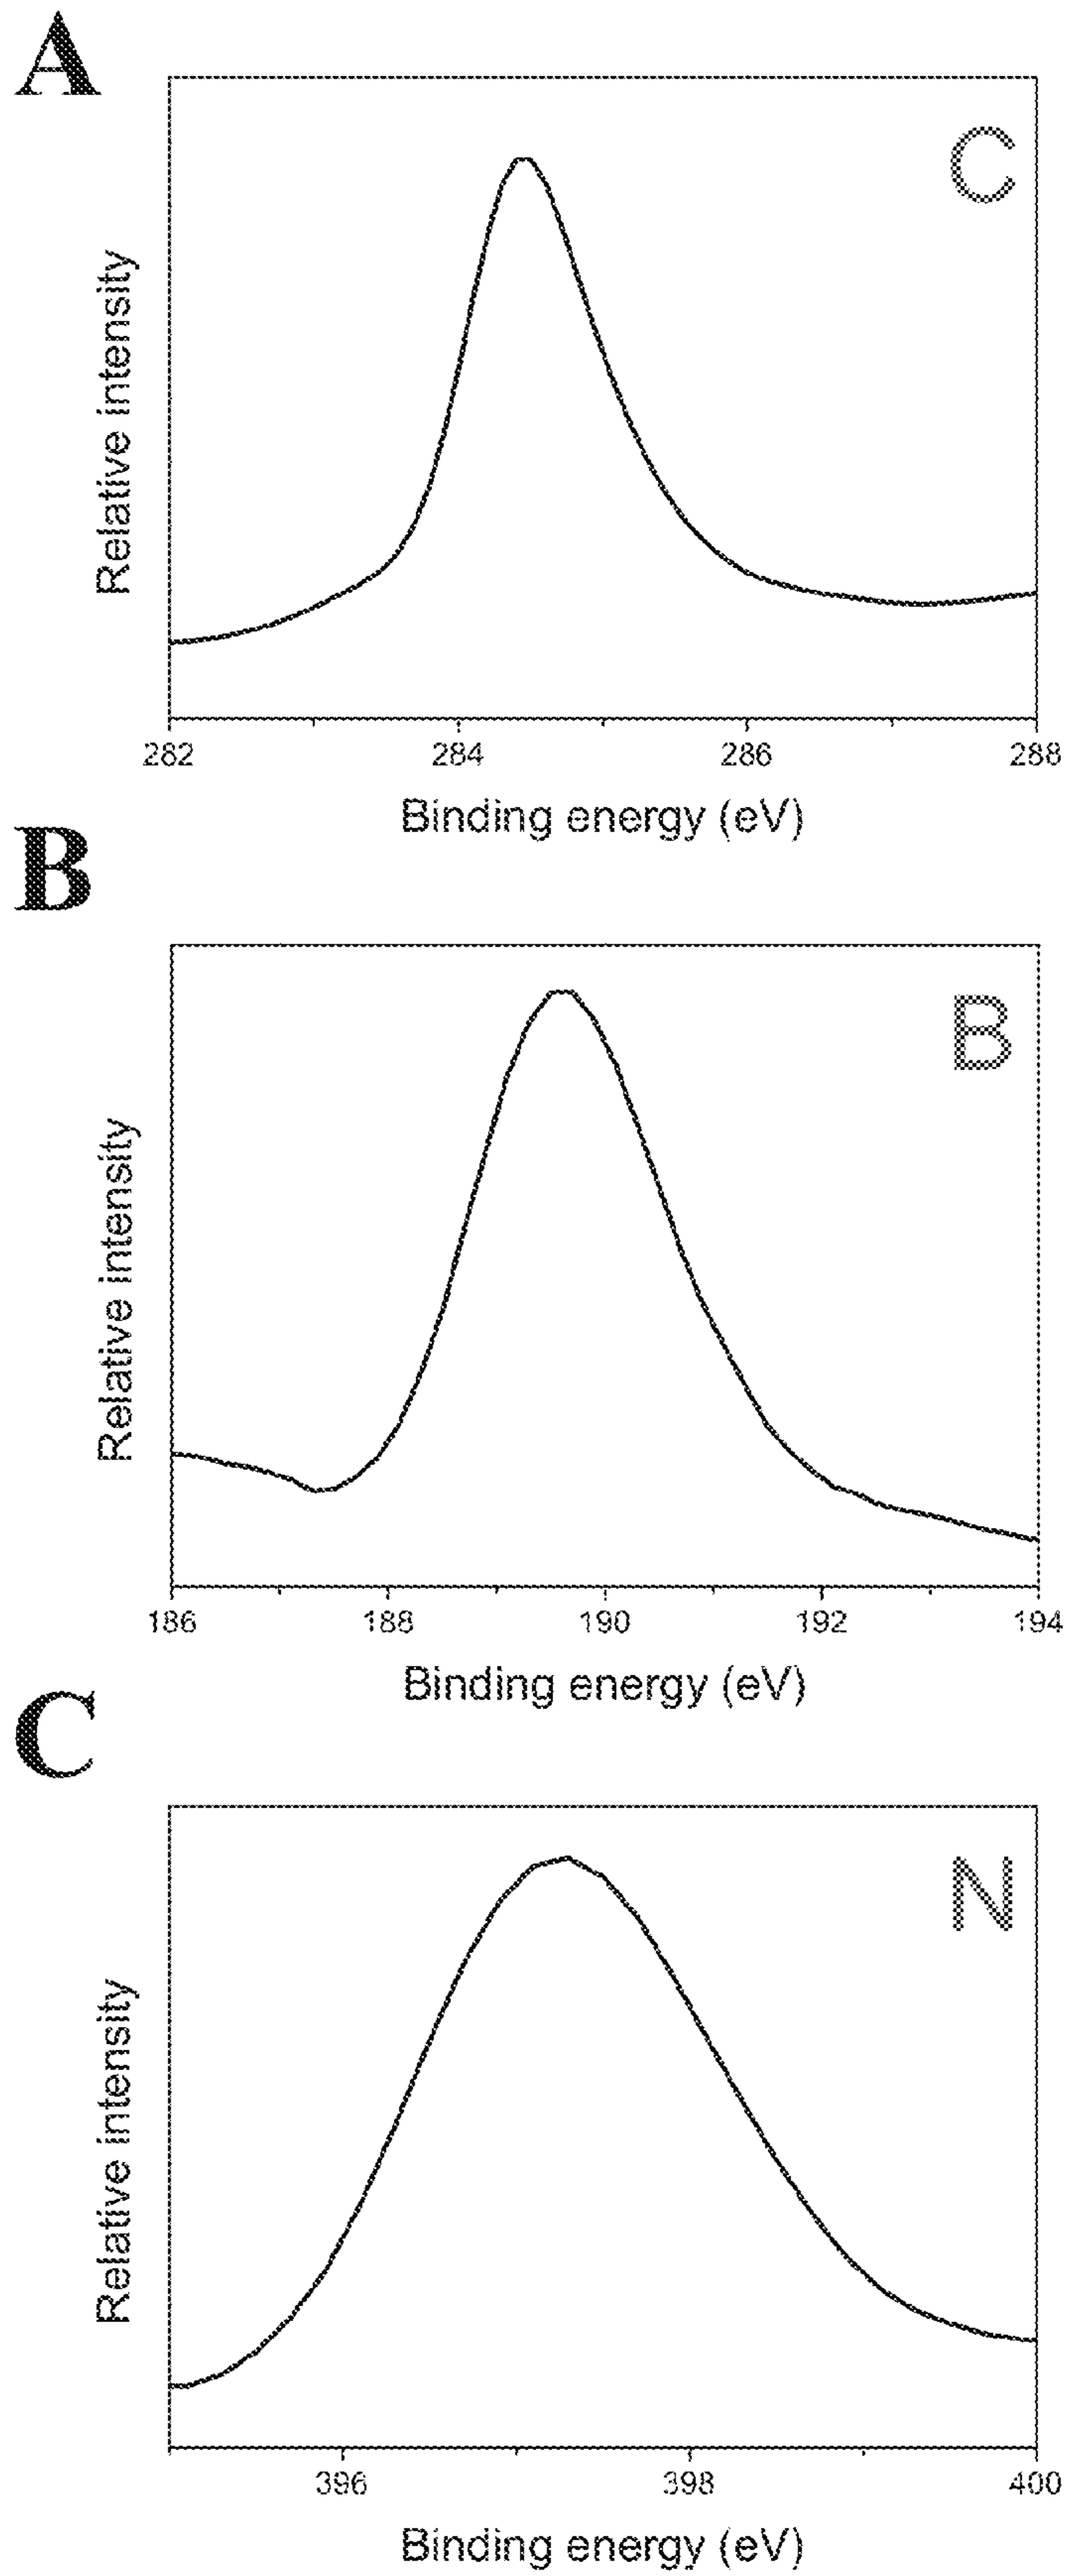 A
C
Relative intensity
282 284 286 288
Binding energy (eV)
B
B
Relative intensity
186 188 190 192 194
Binding energy (eV)
C
N
Relative intensity
396 398 400
Binding energy (eV)